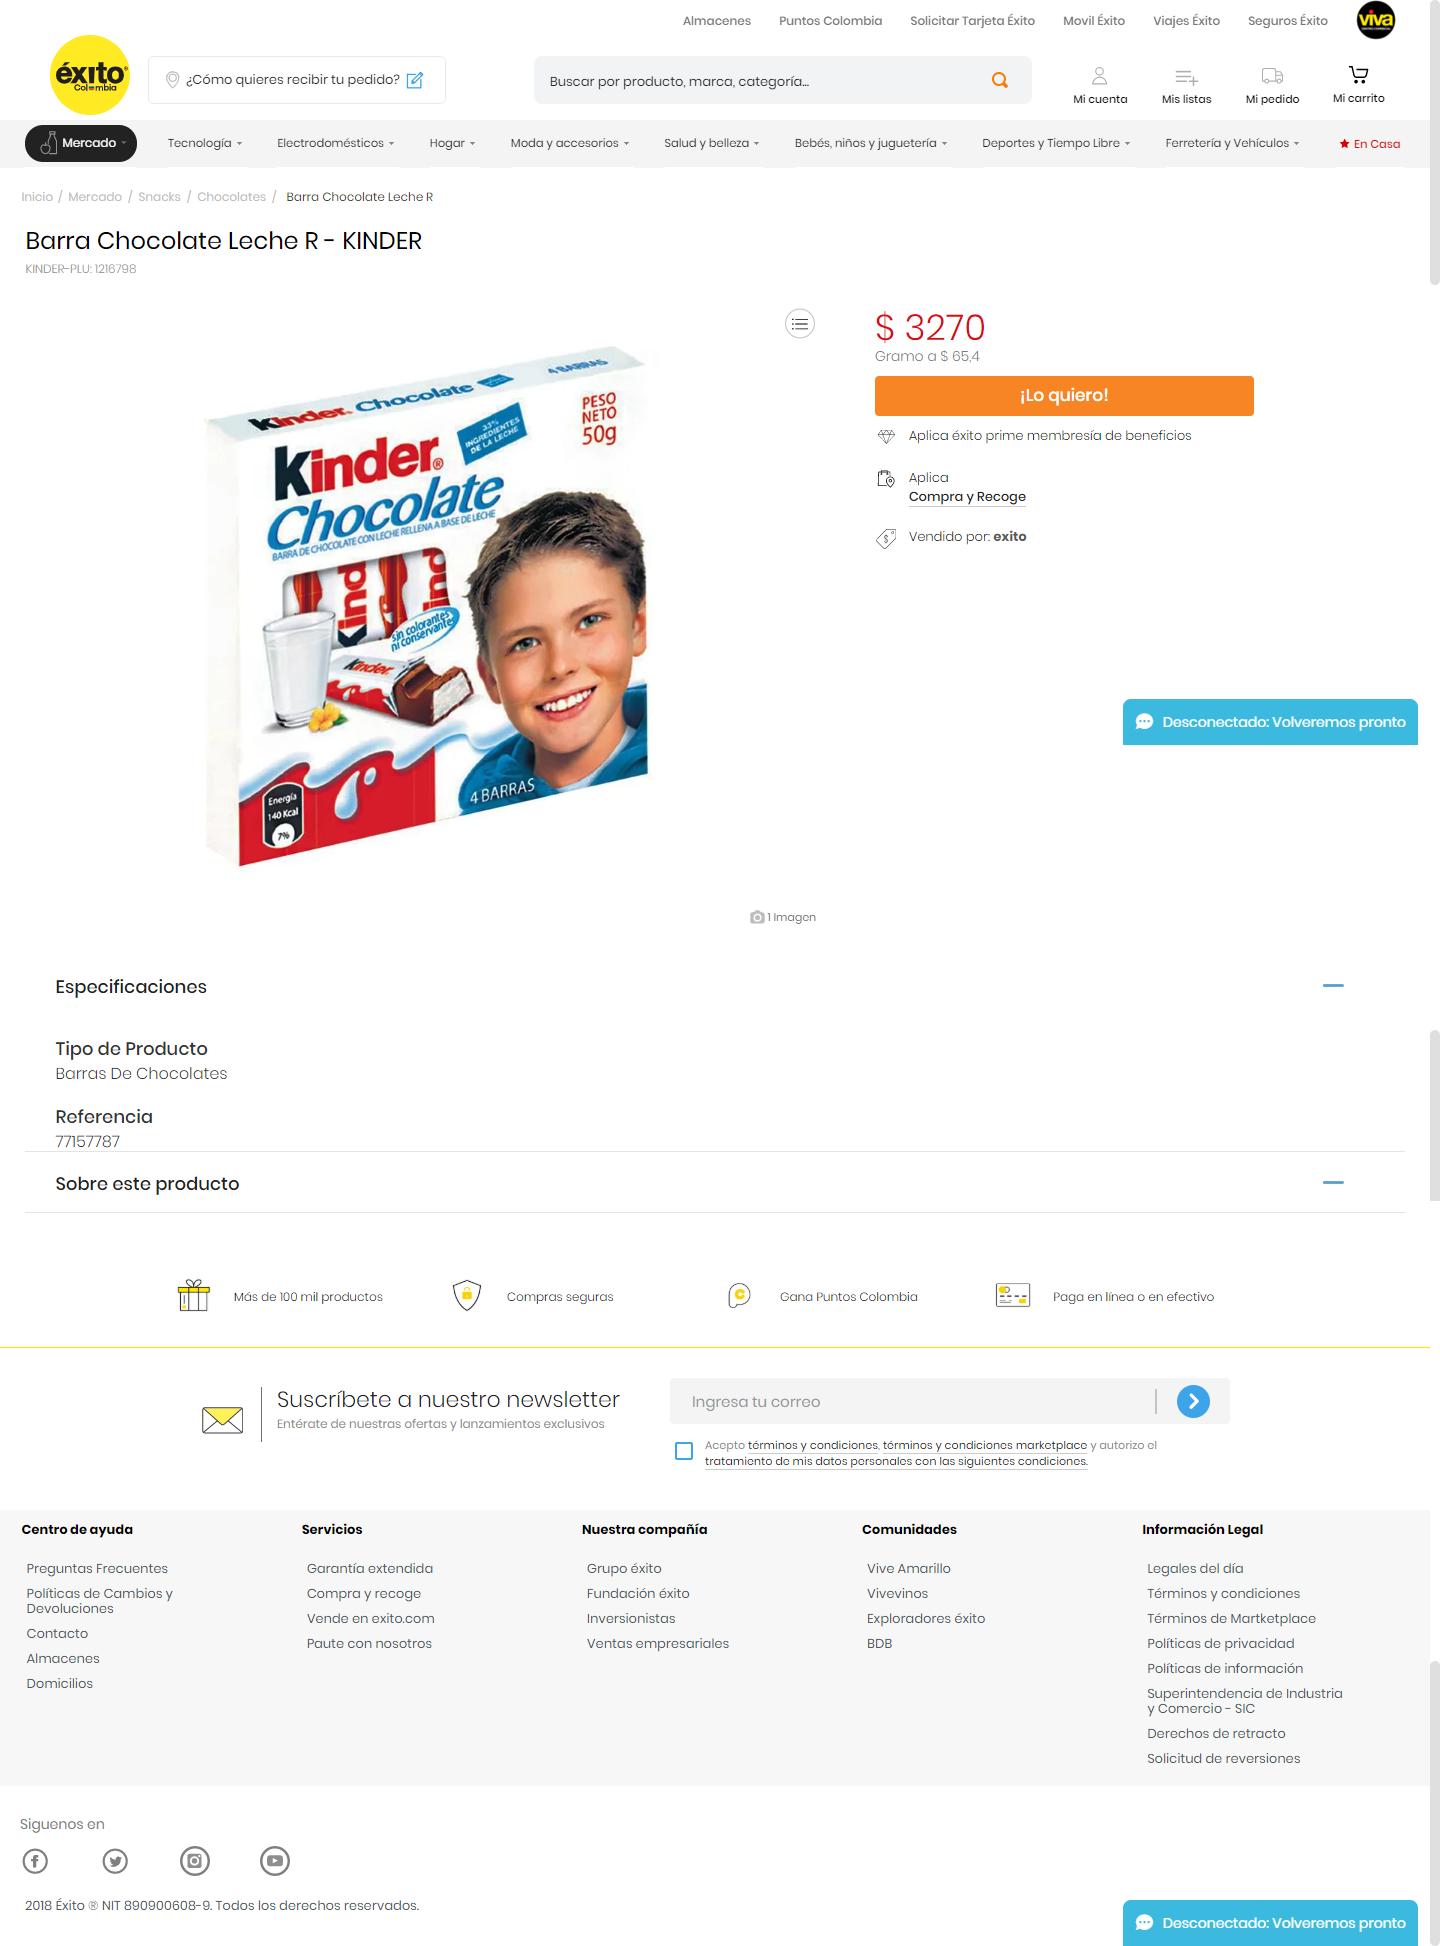 Almacenes Puntos Colombia Solicitar Tarjeta Éxito Movil Éxito Viajes Éxito Seguros Éxito viva
éxito
Colombia
¿Cómo quieres recibir tu pedido?
Buscar por producto, marca, categoría...
Mi cuenta Mis listas Mi pedido Mi carrito
Mercado Tecnología Electrodomésticos Hogar Moda y accesorios Salud y belleza Bebés, niños y juguetería Deportes y Tiempo Libre Ferretería y Vehículos En Casa
Inicio / Mercado / Snacks / Chocolates / Barra Chocolate Leche R
Barra Chocolate Leche R - KINDER
KINDER-PLU: 1216798
Kinder Chocolate 4 BARRAS
Kinder®
Chocolate
BARRA DE CHOCOLATE CON LECHE RELLENA A BASE DE LECHE
33%
INGREDIENTES
DE LA LECHE
PESO
NETO
50g
sin colorantes
ni conservantes
Kinder
Energía
140 Kcal
7%
4 BARRAS
1 Imagen
$ 3270
Gramo a $ 65,4
¡Lo quiero!
Aplica éxito prime membresía de beneficios
Aplica
Compra y Recoge
Vendido por: exito
Desconectado: Volveremos pronto
Especificaciones
Tipo de Producto
Barras De Chocolates
Referencia
77157787
Sobre este producto
Más de 100 mil productos Compras seguras Gana Puntos Colombia Paga en línea o en efectivo
Suscríbete a nuestro newsletter
Entérate de nuestras ofertas y lanzamientos exclusivos
Ingresa tu correo
Acepto términos y condiciones, términos y condiciones marketplace y autorizo el
tratamiento de mis datos personales con las siguientes condiciones.
Centro de ayuda
Preguntas Frecuentes
Políticas de Cambios y
Devoluciones
Contacto
Almacenes
Domicilios
Servicios
Garantía extendida
Compra y recoge
Vende en exito.com
Paute con nosotros
Nuestra compañía
Grupo éxito
Fundación éxito
Inversionistas
Ventas empresariales
Comunidades
Vive Amarillo
Vivevinos
Exploradores éxito
BDB
Información Legal
Legales del día
Términos y condiciones
Términos de Martketplace
Políticas de privacidad
Políticas de información
Superintendencia de Industria
y Comercio - SIC
Derechos de retracto
Solicitud de reversiones
Siguenos en
2018 Éxito ® NIT 890900608-9. Todos los derechos reservados.
Desconectado: Volveremos pronto